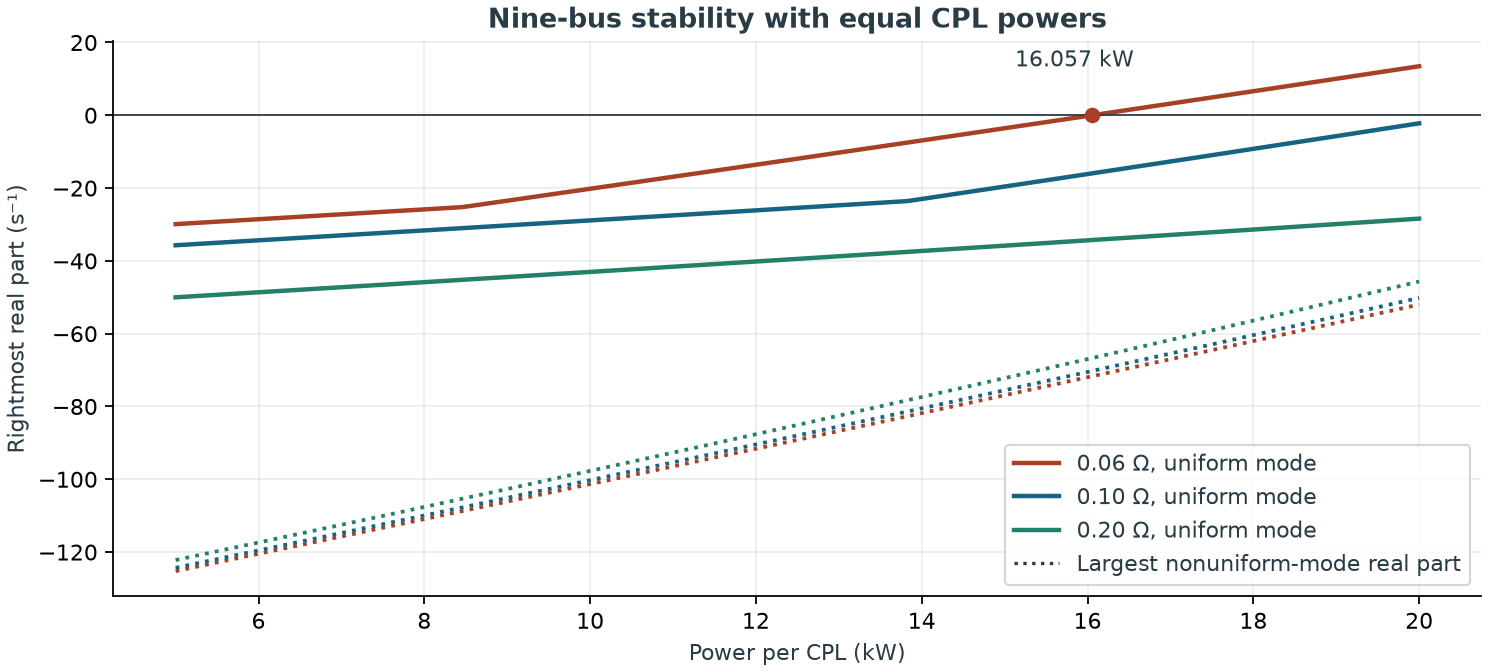 Nine-bus stability with equal CPL powers
16.057 kW
Rightmost real part (s⁻¹)
20
0
−20
−40
−60
−80
−100
−120
0.06 Ω, uniform mode
0.10 Ω, uniform mode
0.20 Ω, uniform mode
Largest nonuniform-mode real part
6 8 10 12 14 16 18 20
Power per CPL (kW)